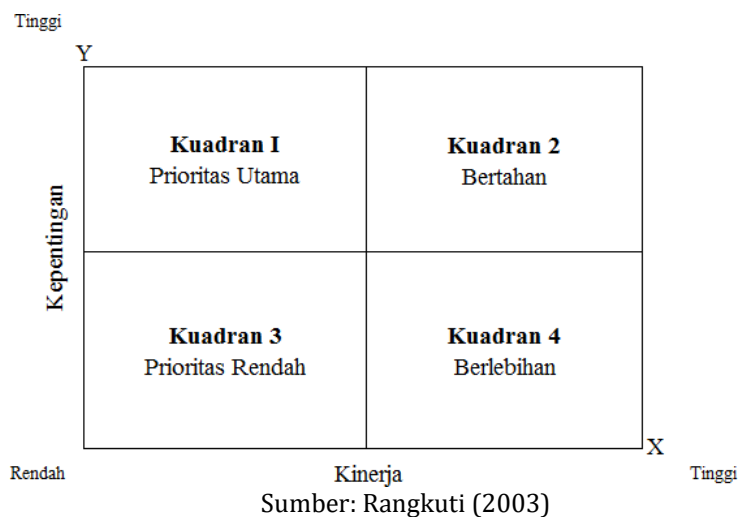 Tinggi
Y
Kuadran I
Prioritas Utama
Kuadran 2
Bertahan
Kepentingan
Kuadran 3
Prioritas Rendah
Kuadran 4
Berlebihan
X
Rendah
Kinerja
Tinggi
Sumber: Rangkuti (2003)